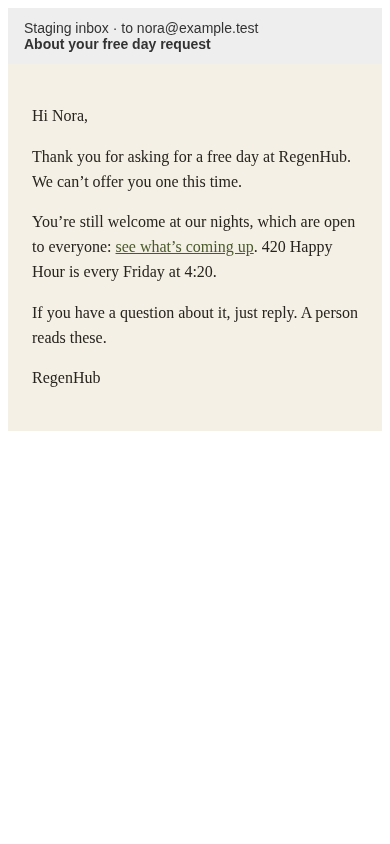 Staging inbox · to nora@example.test
About your free day request
Hi Nora,
Thank you for asking for a free day at RegenHub.
We can’t offer you one this time.
You’re still welcome at our nights, which are open
to everyone: see what’s coming up. 420 Happy
Hour is every Friday at 4:20.
If you have a question about it, just reply. A person
reads these.
RegenHub